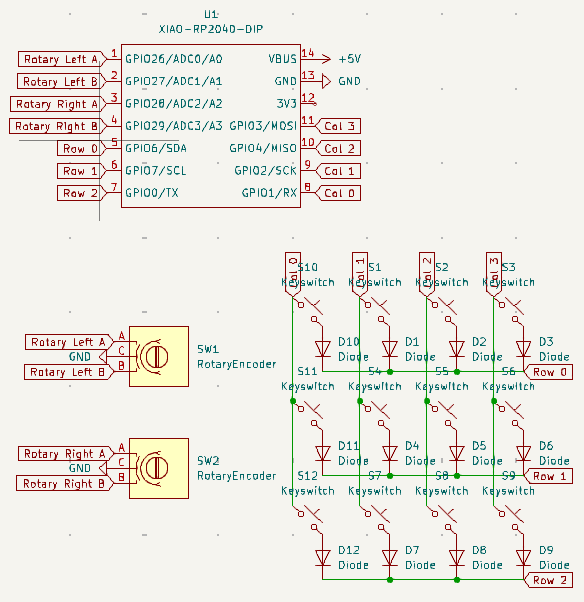 U1
XIAO-RP2040-DIP
Rotary Left A 1 GPIO26/ADC0/A0 VBUS 14 +5V
Rotary Left B 2 GPIO27/ADC1/A1 GND 13 GND
Rotary Right A 3 GPIO28/ADC2/A2 3V3 12
Rotary Right B 4 GPIO29/ADC3/A3 GPIO3/MOSI 11 Col 3
Row 0 5 GPIO6/SDA GPIO4/MISO 10 Col 2
Row 1 6 GPIO7/SCL GPIO2/SCK 9 Col 1
Row 2 7 GPIO0/TX GPIO1/RX 8 Col 0
Col 0 Col 1 Col 2 Col 3
S10 S1 S2 S3
Keyswitch Keyswitch Keyswitch Keyswitch
D10 D1 D2 D3
Diode Diode Diode Diode
Row 0
S11 S4 S5 S6
Keyswitch Keyswitch Keyswitch Keyswitch
D11 D4 D5 D6
Diode Diode Diode Diode
Row 1
S12 S7 S8 S9
Keyswitch Keyswitch Keyswitch Keyswitch
D12 D7 D8 D9
Diode Diode Diode Diode
Row 2
Rotary Left A A
GND C
Rotary Left B B
SW1
RotaryEncoder
Rotary Right A A
GND C
Rotary Right B B
SW2
RotaryEncoder